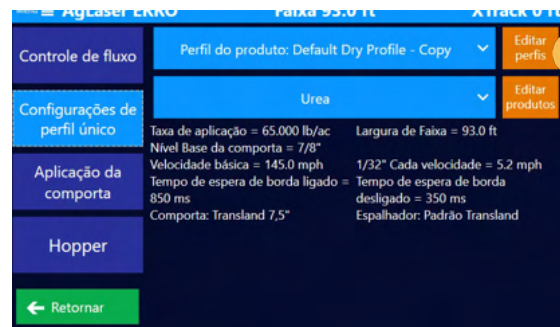 AgLaser ERRO Faixa 93.0 ft XTrack 0 ft
Controle de fluxo
Perfil do produto: Default Dry Profile - Copy
Editar
perfis
Configurações de
perfil único
Urea
Editar
produtos
Taxa de aplicação = 65.000 lb/ac Largura de Faixa = 93.0 ft
Nível Base da comporta = 7/8"
Velocidade básica = 145.0 mph 1/32" Cada velocidade = 5.2 mph
Tempo de espera de borda ligado = Tempo de espera de borda
850 ms desligado = 350 ms
Comporta: Transland 7,5" Espalhador: Padrão Transland
Aplicação da
comporta
Hopper
Retornar